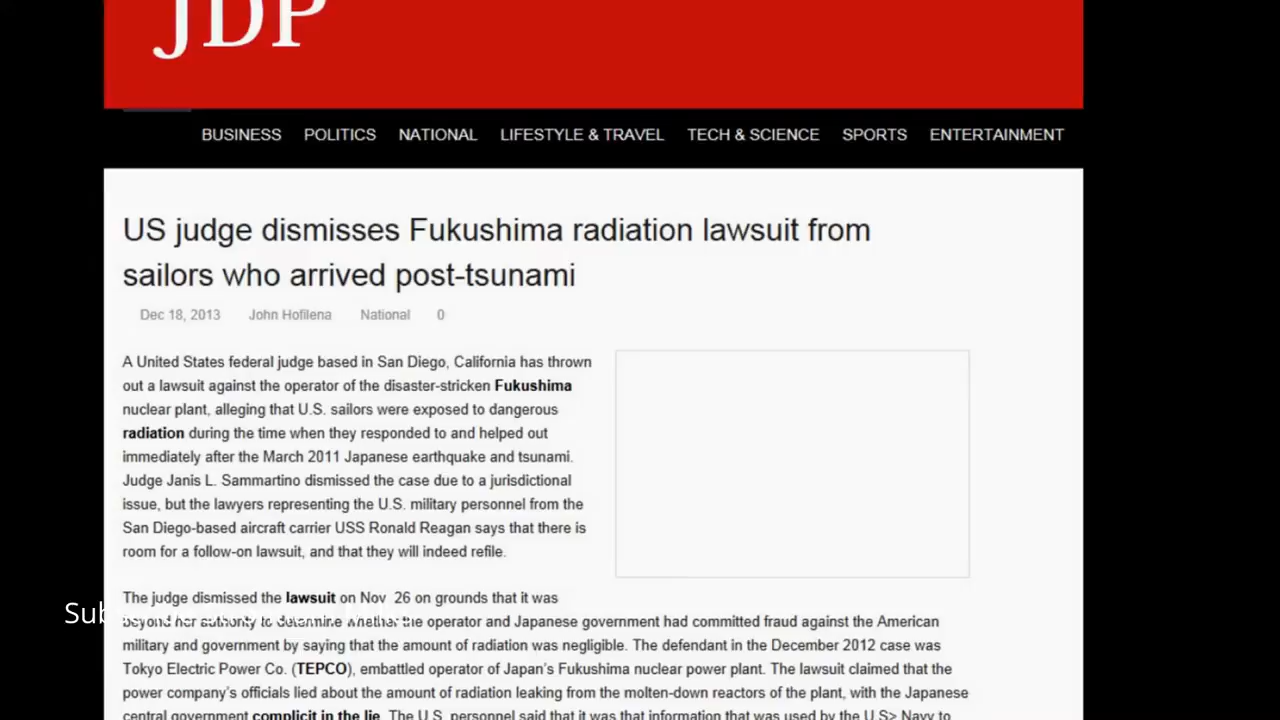 JDP
BUSINESS POLITICS NATIONAL LIFESTYLE & TRAVEL TECH & SCIENCE SPORTS ENTERTAINMENT
US judge dismisses Fukushima radiation lawsuit from
sailors who arrived post-tsunami
Dec 18, 2013 John Hofilena National 0
A United States federal judge based in San Diego, California has thrown
out a lawsuit against the operator of the disaster-stricken Fukushima
nuclear plant, alleging that U.S. sailors were exposed to dangerous
radiation during the time when they responded to and helped out
immediately after the March 2011 Japanese earthquake and tsunami.
Judge Janis L. Sammartino dismissed the case due to a jurisdictional
issue, but the lawyers representing the U.S. military personnel from the
San Diego-based aircraft carrier USS Ronald Reagan says that there is
room for a follow-on lawsuit, and that they will indeed refile.
The judge dismissed the lawsuit on Nov 26 on grounds that it was
operator and Japanese government had committed fraud against the American
military and government by saying that the amount of radiation was negligible. The defendant in the December 2012 case was
Tokyo Electric Power Co. (TEPCO), embattled operator of Japan's Fukushima nuclear power plant. The lawsuit claimed that the
power company's officials lied about the amount of radiation leaking from the molten-down reactors of the plant, with the Japanese
central government complicit in the lie. The U.S. personnel said that it was that information that was used by the U.S> Navy to